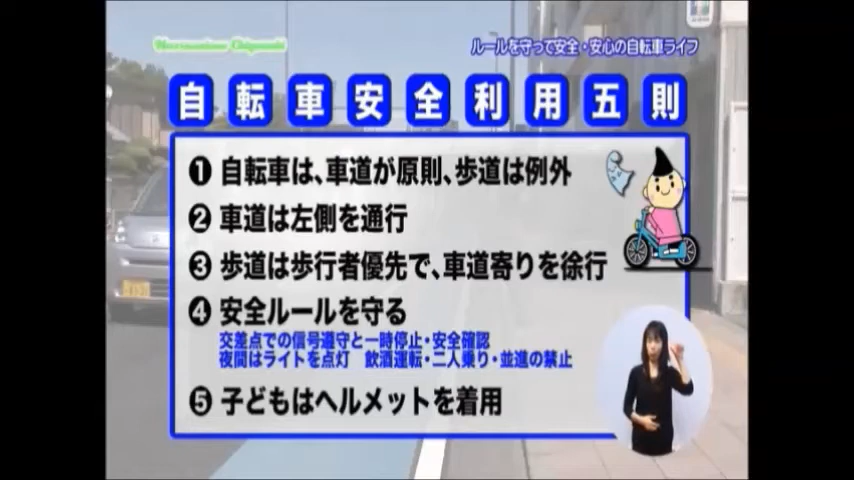 ルールを守って安全・安心の自転車ライフ
自転車安全利用五則
❶ 自転車は、車道が原則、歩道は例外
❷ 車道は左側を通行
❸ 歩道は歩行者優先で、車道寄りを徐行
❹ 安全ルールを守る
交差点での信号遵守と一時停止・安全確認
夜間はライトを点灯 飲酒運転・二人乗り・並進の禁止
❺ 子どもはヘルメットを着用